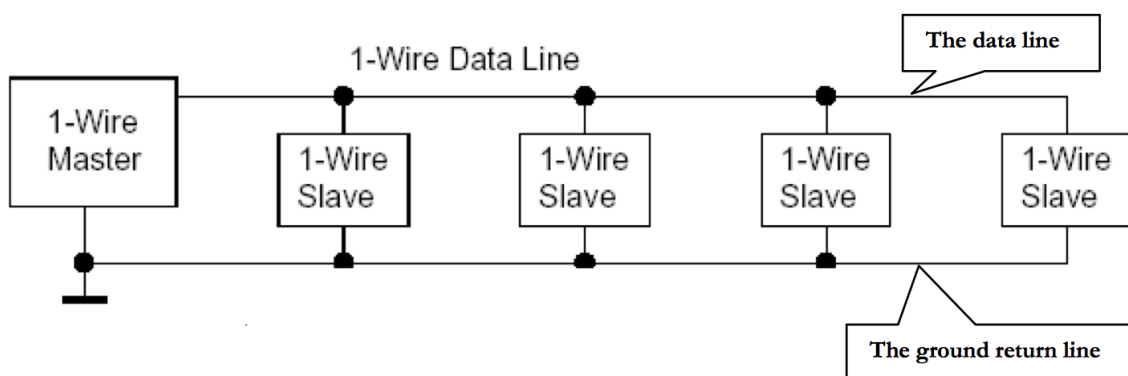 The data line
1-Wire Data Line
1-Wire
Master
1-Wire
Slave
1-Wire
Slave
1-Wire
Slave
1-Wire
Slave
The ground return line